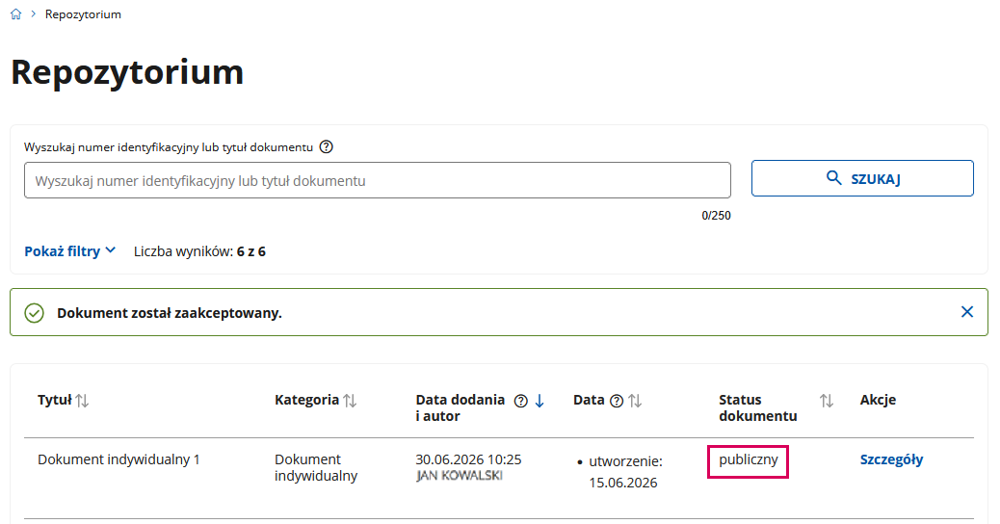 Repozytorium
Repozytorium
Wyszukaj numer identyfikacyjny lub tytuł dokumentu
Wyszukaj numer identyfikacyjny lub tytuł dokumentu
SZUKAJ
0/250
Pokaż filtry Liczba wyników: 6 z 6
Dokument został zaakceptowany.
Tytuł Kategoria Data dodania i autor Data Status dokumentu Akcje
Dokument indywidualny 1
Dokument indywidualny
30.06.2026 10:25
JAN KOWALSKI
• utworzenie:
15.06.2026
publiczny
Szczegóły